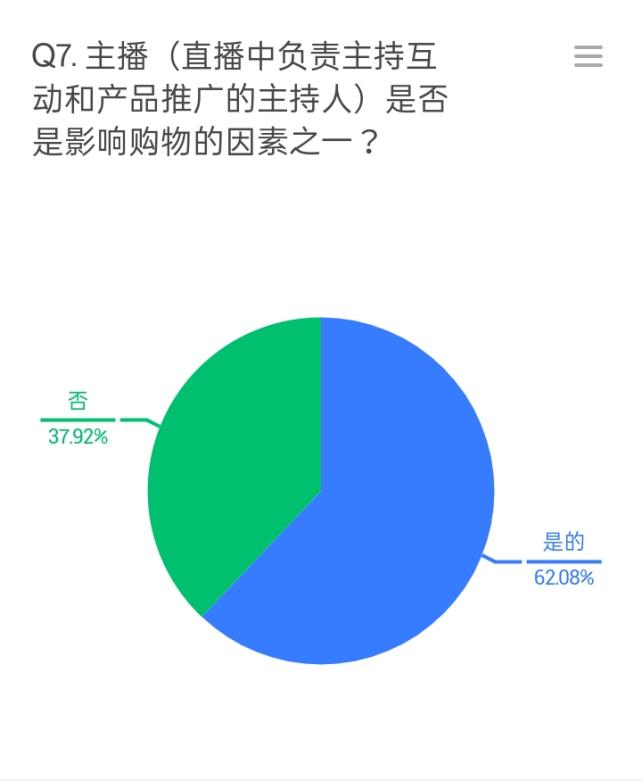 Q7. 主播（直播中负责主持互
动和产品推广的主持人）是否
是影响购物的因素之一？
否
37.92%
是的
62.08%